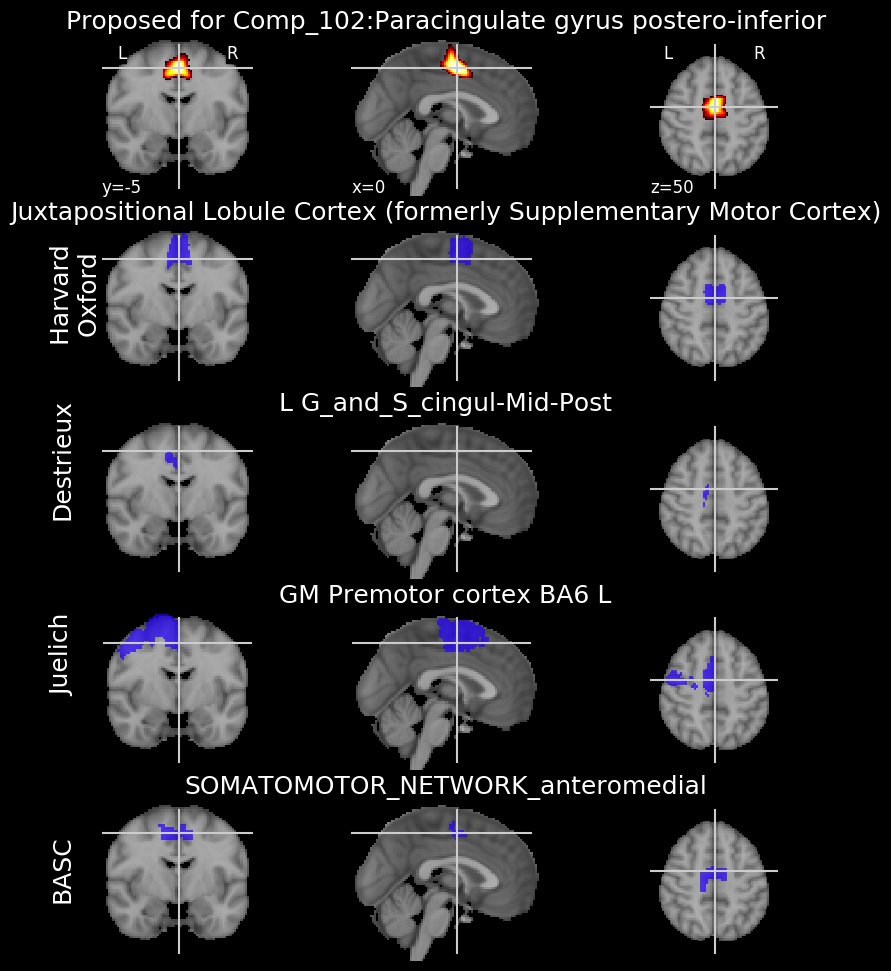 Proposed for Comp_102:Paracingulate gyrus postero-inferior
L R L R
y=-5 x=0 z=50
Juxtapositional Lobule Cortex (formerly Supplementary Motor Cortex)
Harvard
Oxford
L G_and_S_cingul-Mid-Post
Destrieux
GM Premotor cortex BA6 L
Juelich
SOMATOMOTOR_NETWORK_anteromedial
BASC